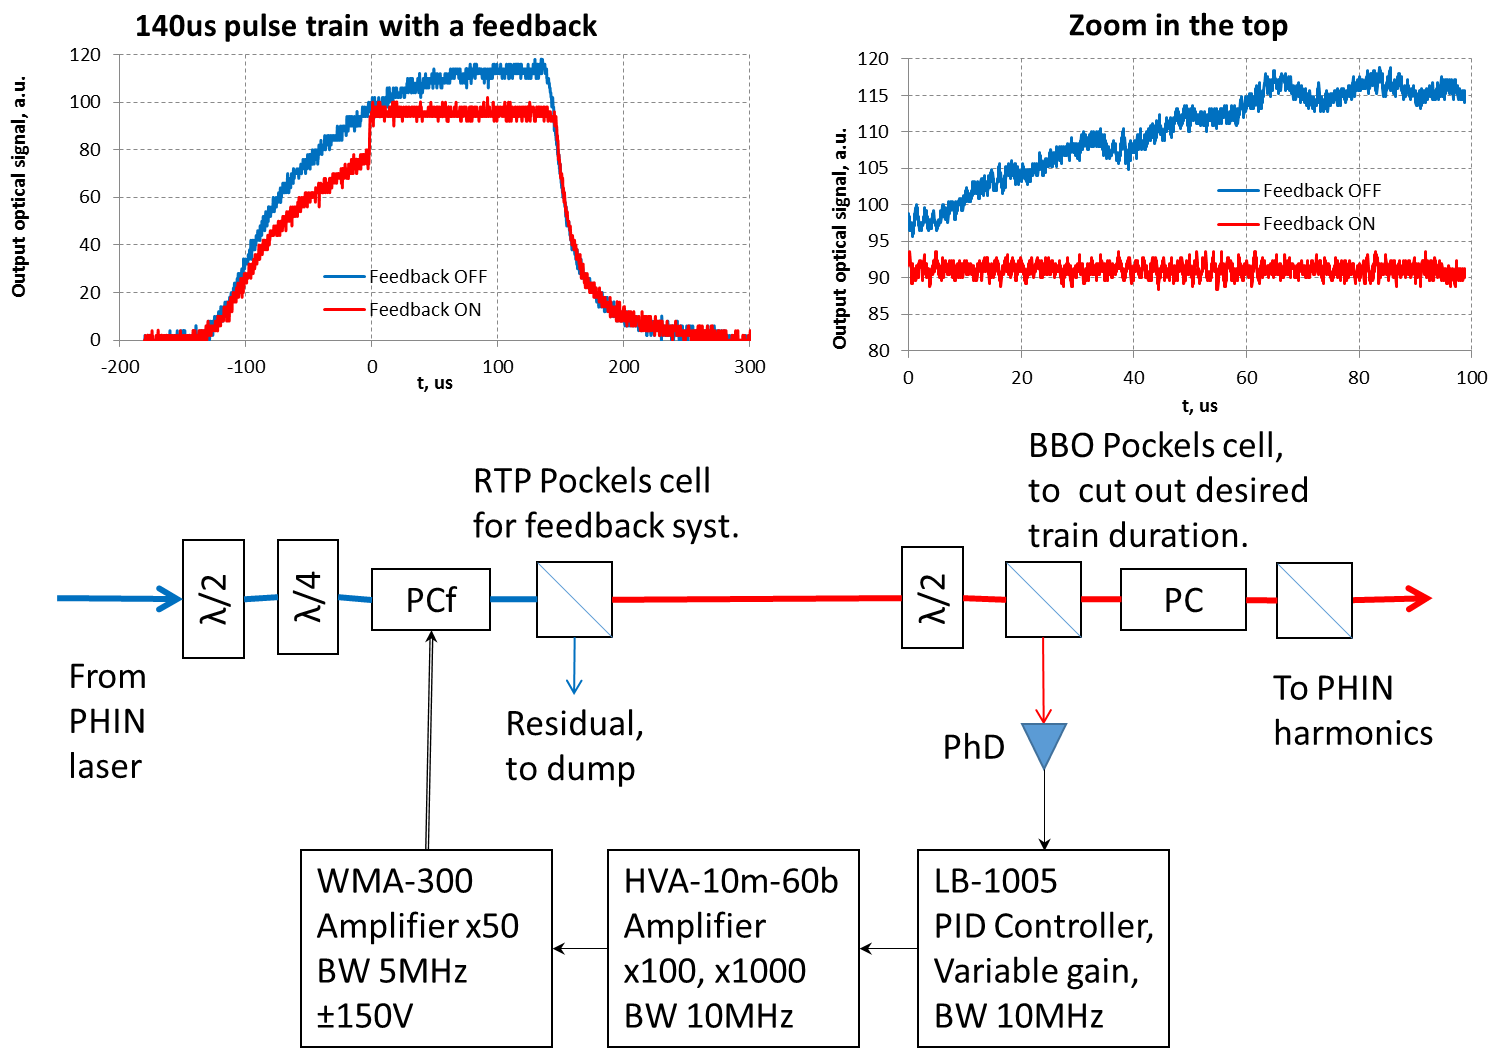 140us pulse train with a feedback
Output optical signal, a.u.
120
100
80
60
40
20
0
-200
-100
0
100
200
300
t, us
Feedback OFF
Feedback ON
Zoom in the top
Output optical signal, a.u.
120
115
110
105
100
95
90
85
80
0
20
40
60
80
100
t, us
Feedback OFF
Feedback ON
RTP Pockels cell
for feedback syst.
BBO Pockels cell,
to cut out desired
train duration.
λ/2
λ/4
PCf
λ/2
PC
From
PHIN
laser
Residual,
to dump
PhD
To PHIN
harmonics
WMA-300
Amplifier x50
BW 5MHz
±150V
HVA-10m-60b
Amplifier
x100, x1000
BW 10MHz
LB-1005
PID Controller,
Variable gain,
BW 10MHz